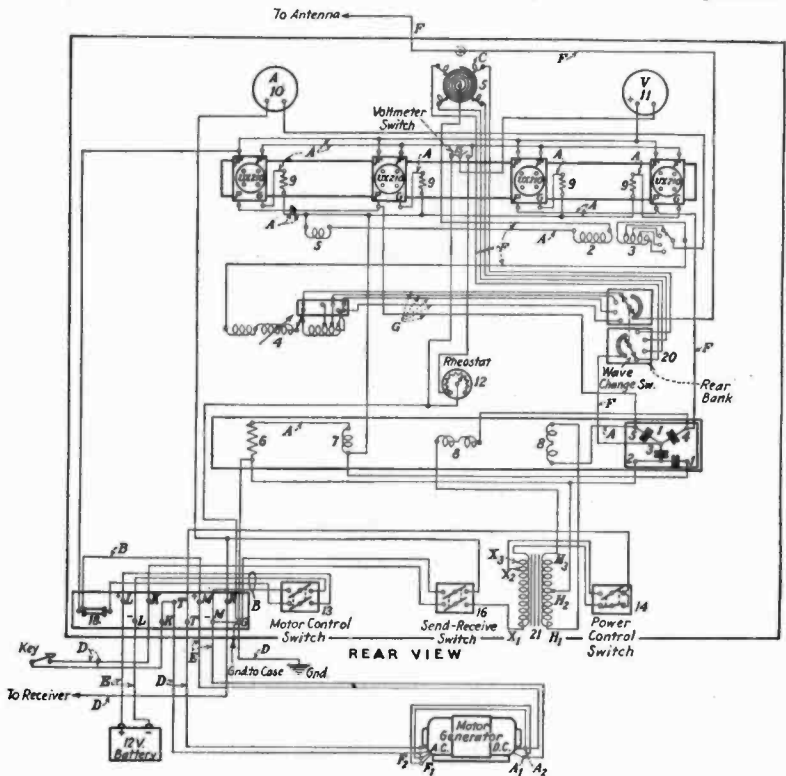 To Antenna
F
F
A
10
C
5
V
11
Voltmeter
Switch
A
A
A
A
UX210
UX210
UX210
UX210
9
9
9
9
A
A
5
F
A
2
3
4
G
20
F
Rheostat
12
Wave
Change Sw.
Rear
Bank
F
6
A
7
8
8
A
5
1
4
3
2
1
B
X3
X2
H3
H2
18
+L
-L
K
K
T
T
+M
-M
R
G
B
13
Motor Control
Switch
16
Send-Receive
Switch
X1
21
H1
14
Power
Control
Switch
REAR VIEW
Key
D
E
D
E
Gnd. to Case
D
Gnd
To Receiver
D
12V.
Battery
+
-
Motor
Generator
A.C.
D.C.
F2
F1
A1
A2